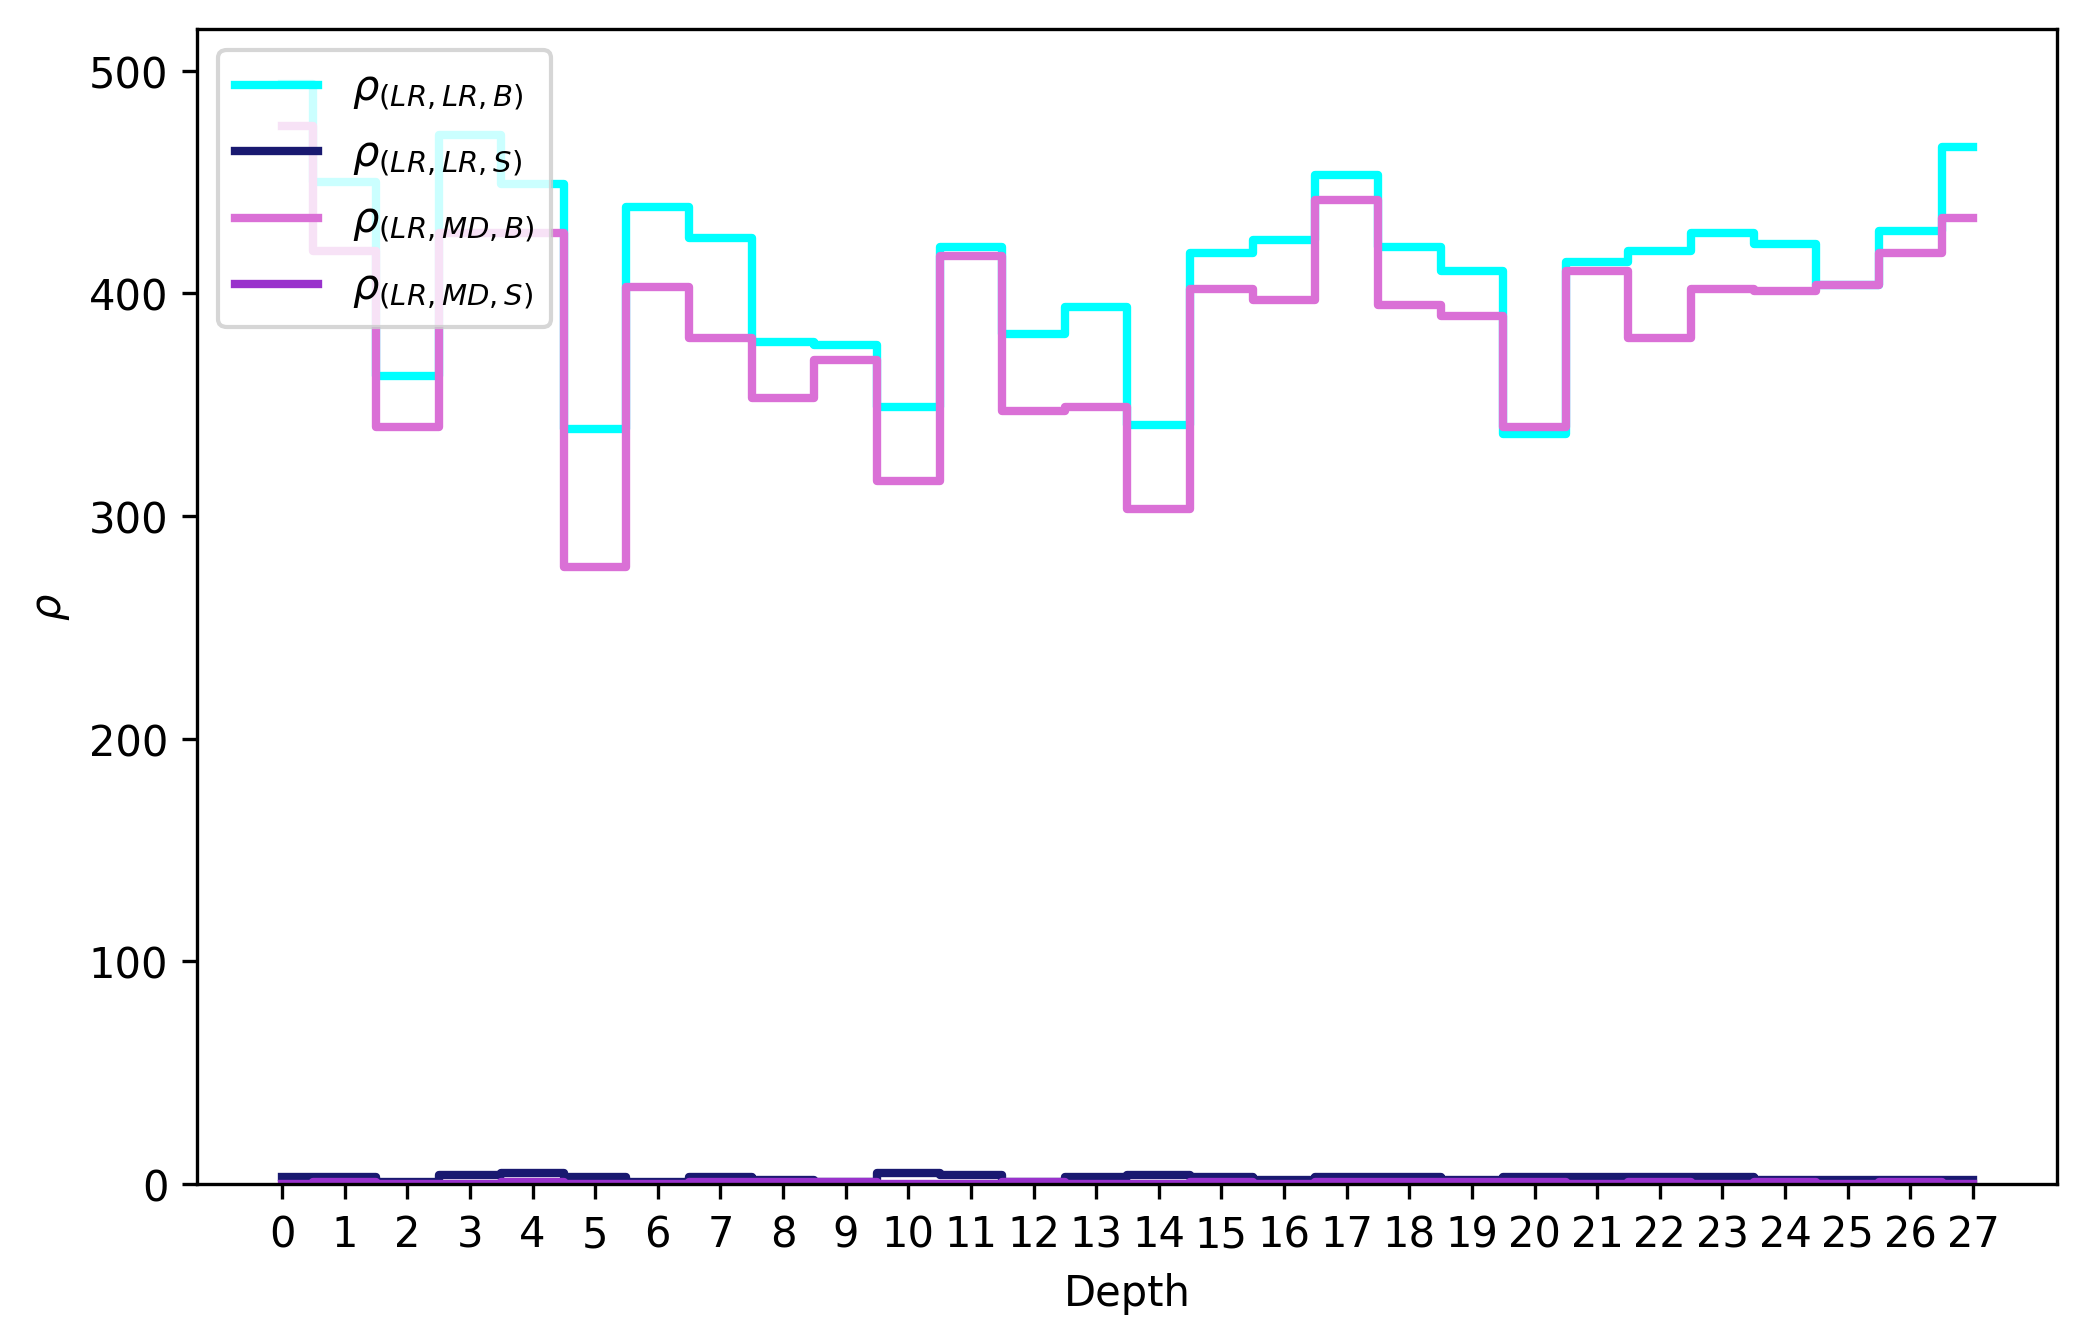 500
400
300
200
100
0
ρ
ρ(LR, LR, B)
ρ(LR, LR, S)
ρ(LR, MD, B)
ρ(LR, MD, S)
0 1 2 3 4 5 6 7 8 9 10 11 12 13 14 15 16 17 18 19 20 21 22 23 24 25 26 27
Depth